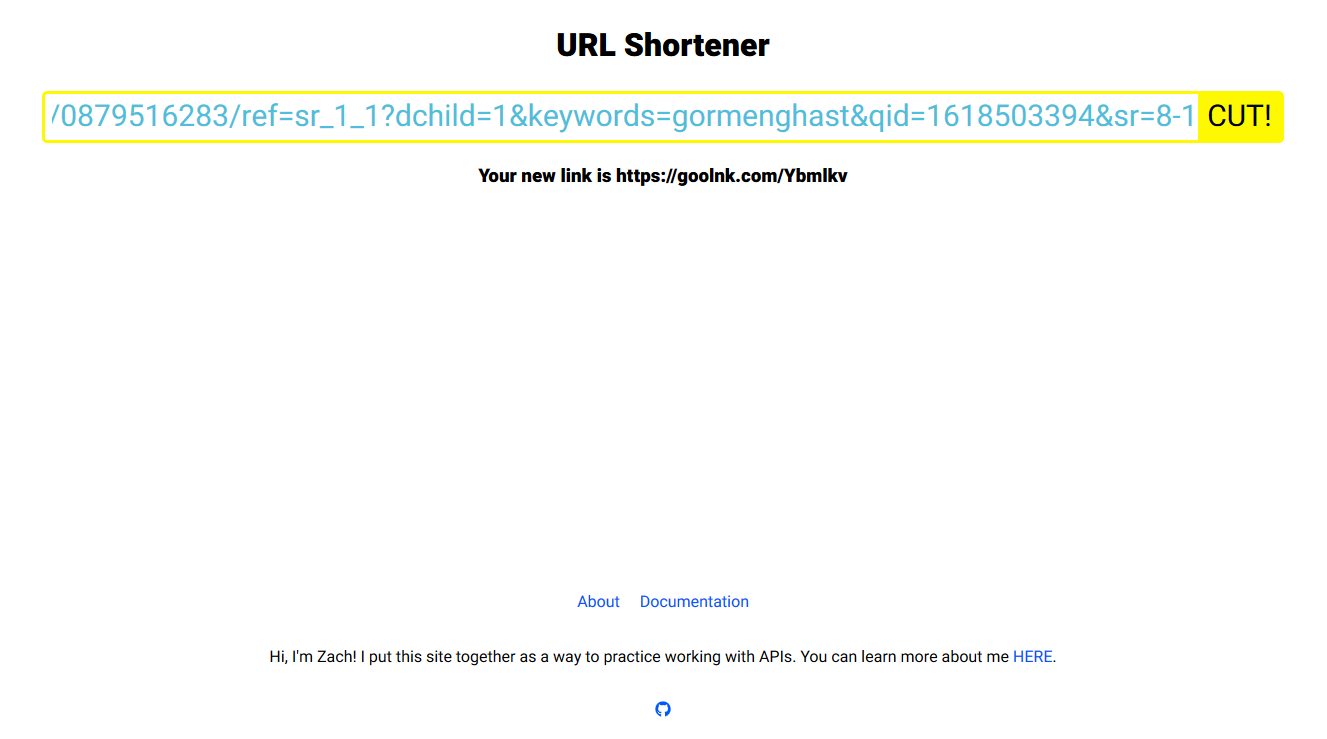 URL Shortener
/0879516283/ref=sr_1_1?dchild=1&keywords=gormenghast&qid=1618503394&sr=8-1 CUT!
Your new link is https://goolnk.com/Ybmlkv
About Documentation
Hi, I'm Zach! I put this site together as a way to practice working with APIs. You can learn more about me HERE.